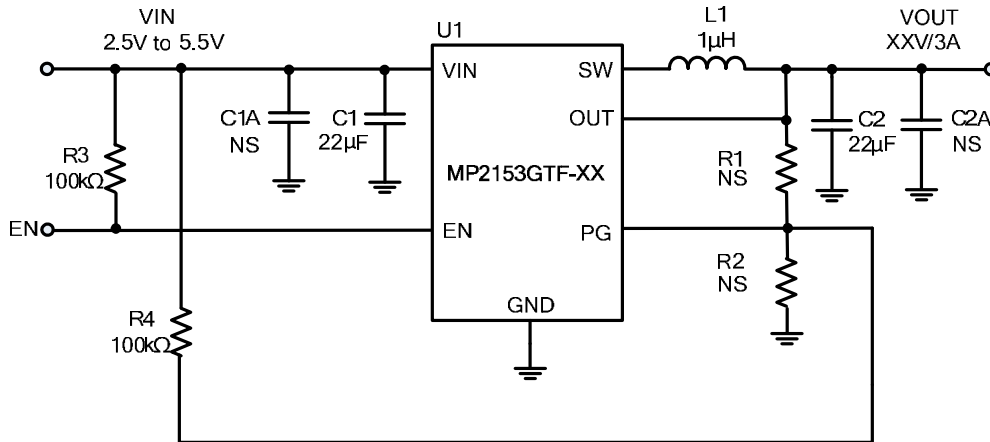 VIN
2.5V to 5.5V
U1
L1
1µH
VOUT
XXV/3A
VIN
SW
C1A
NS
C1
22µF
OUT
C2
22µF
C2A
NS
R3
100kΩ
MP2153GTF-XX
R1
NS
EN
EN
PG
R2
NS
GND
R4
100kΩ